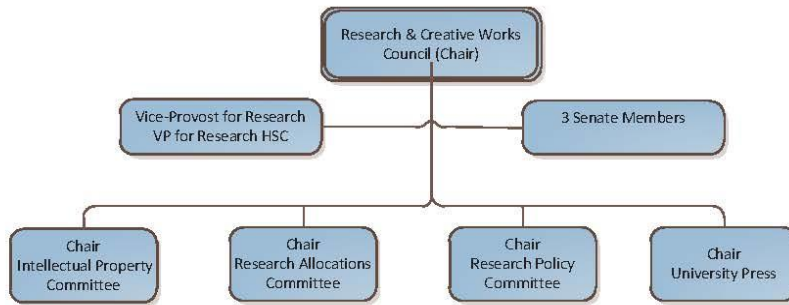 Research & Creative Works
Council (Chair)
Vice-Provost for Research
VP for Research HSC
3 Senate Members
Chair
Intellectual Property
Committee
Chair
Research Allocations
Committee
Chair
Research Policy
Committee
Chair
University Press